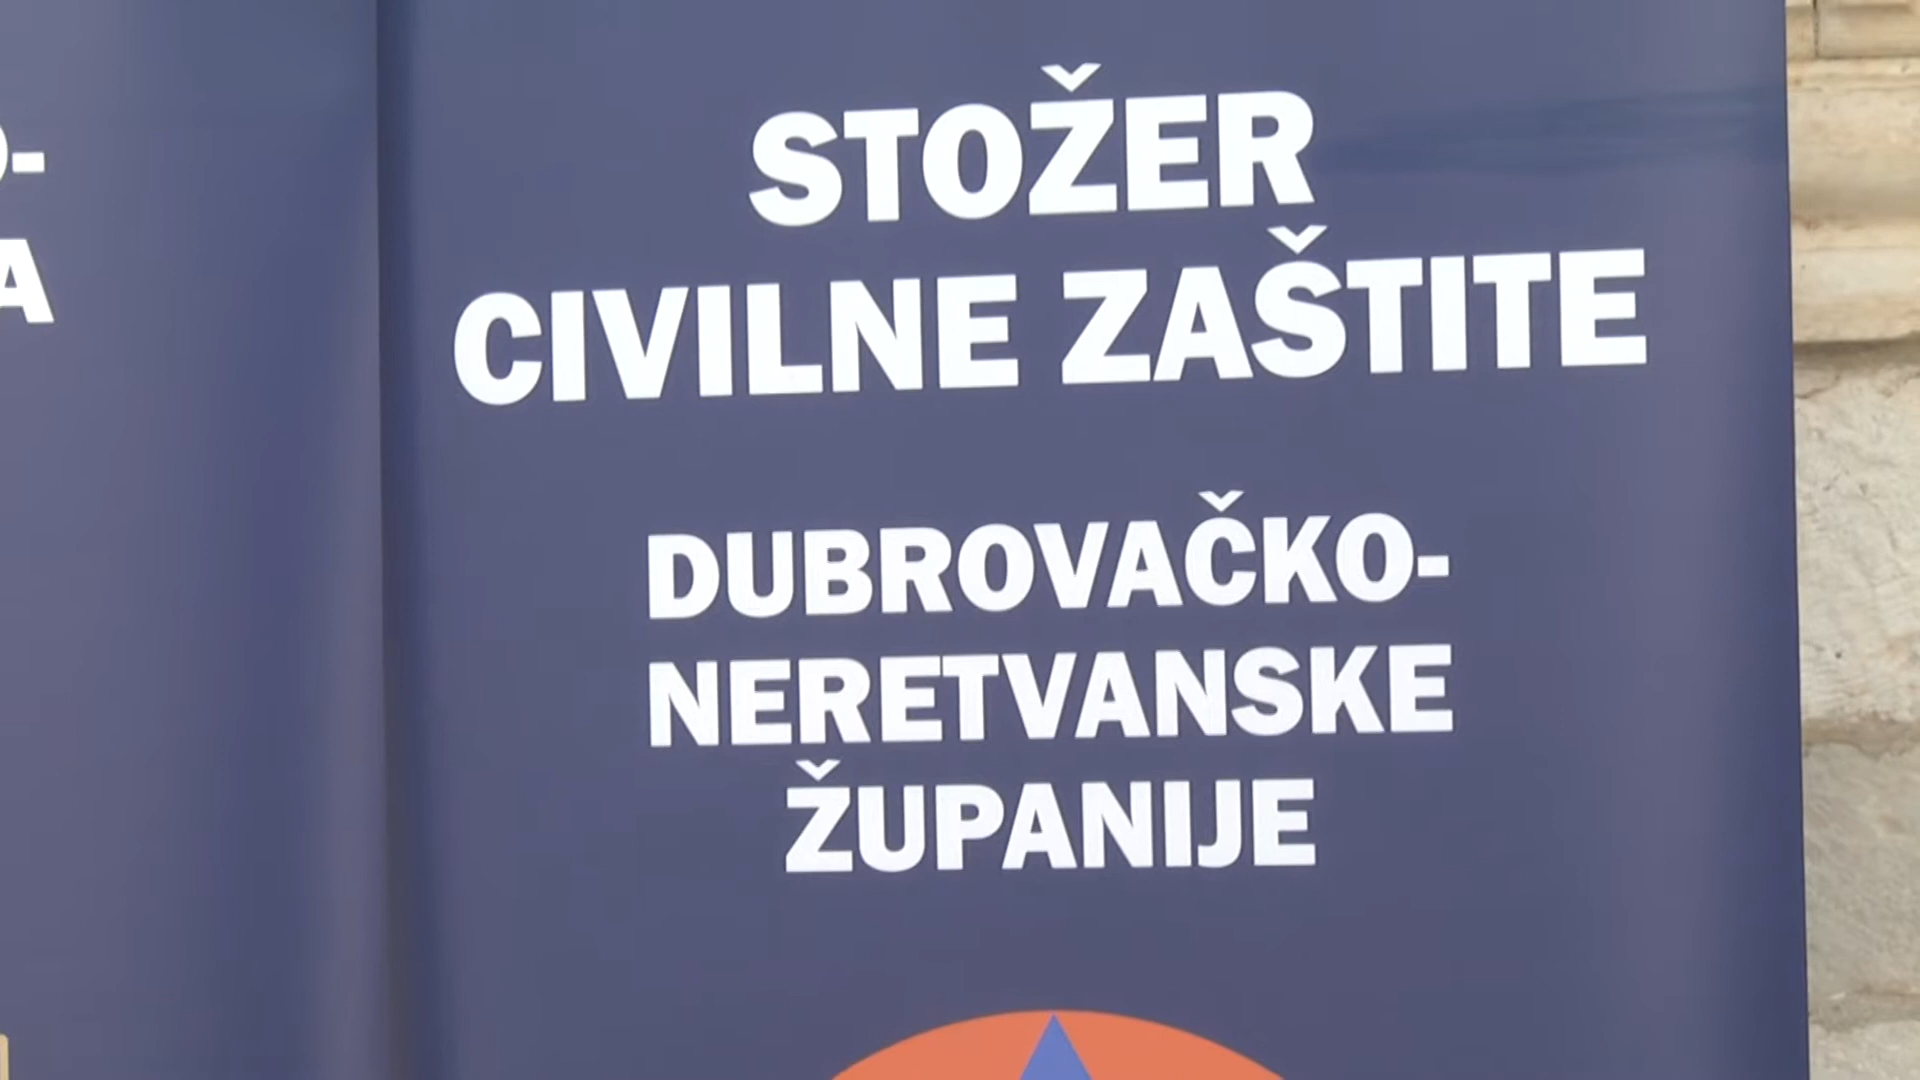 STOŽER
CIVILNE ZAŠTITE
DUBROVAČKO-
NERETVANSKE
ŽUPANIJE